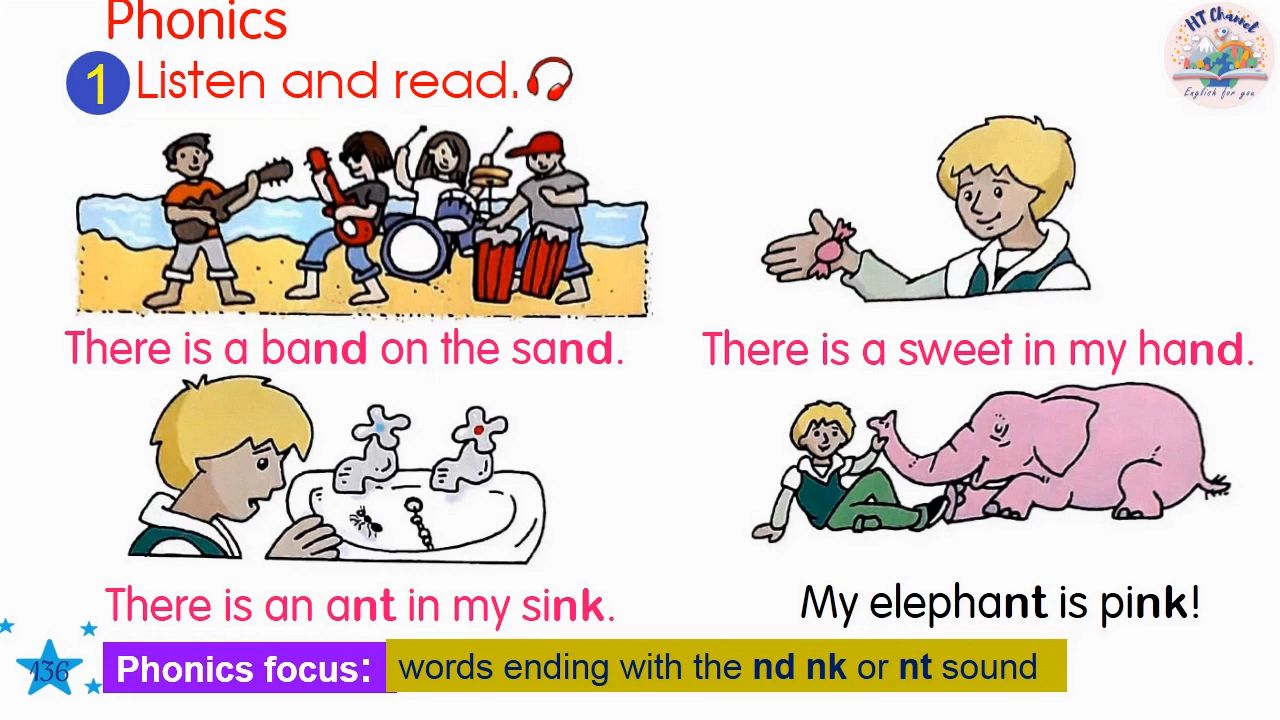 Phonics
1 Listen and read.
HT Channel
English for you
There is a band on the sand.
There is a sweet in my hand.
There is an ant in my sink.
My elephant is pink!
136
Phonics focus: words ending with the nd nk or nt sound